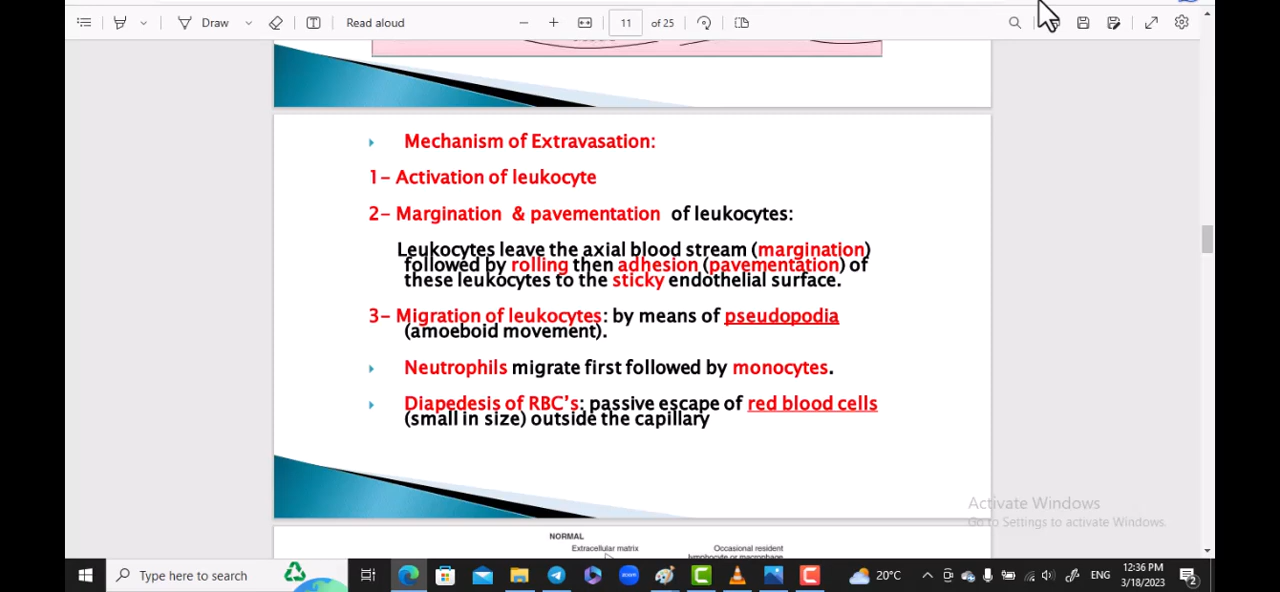 Draw
Read aloud
11 of 25
Mechanism of Extravasation:
1- Activation of leukocyte
2- Margination & pavementation of leukocytes:
Leukocytes leave the axial blood stream (margination)
followed by rolling then adhesion (pavementation) of
these leukocytes to the sticky endothelial surface.
3- Migration of leukocytes: by means of pseudopodia
(amoeboid movement).
Neutrophils migrate first followed by monocytes.
Diapedesis of RBC's: passive escape of red blood cells
(small in size) outside the capillary
Activate Windows
Go to Settings to activate Windows.
NORMAL
Extracellular matrix
Occasional resident
lymphocyte or macrophage
Type here to search
zoom
20°C
ENG
12:36 PM
3/18/2023
2